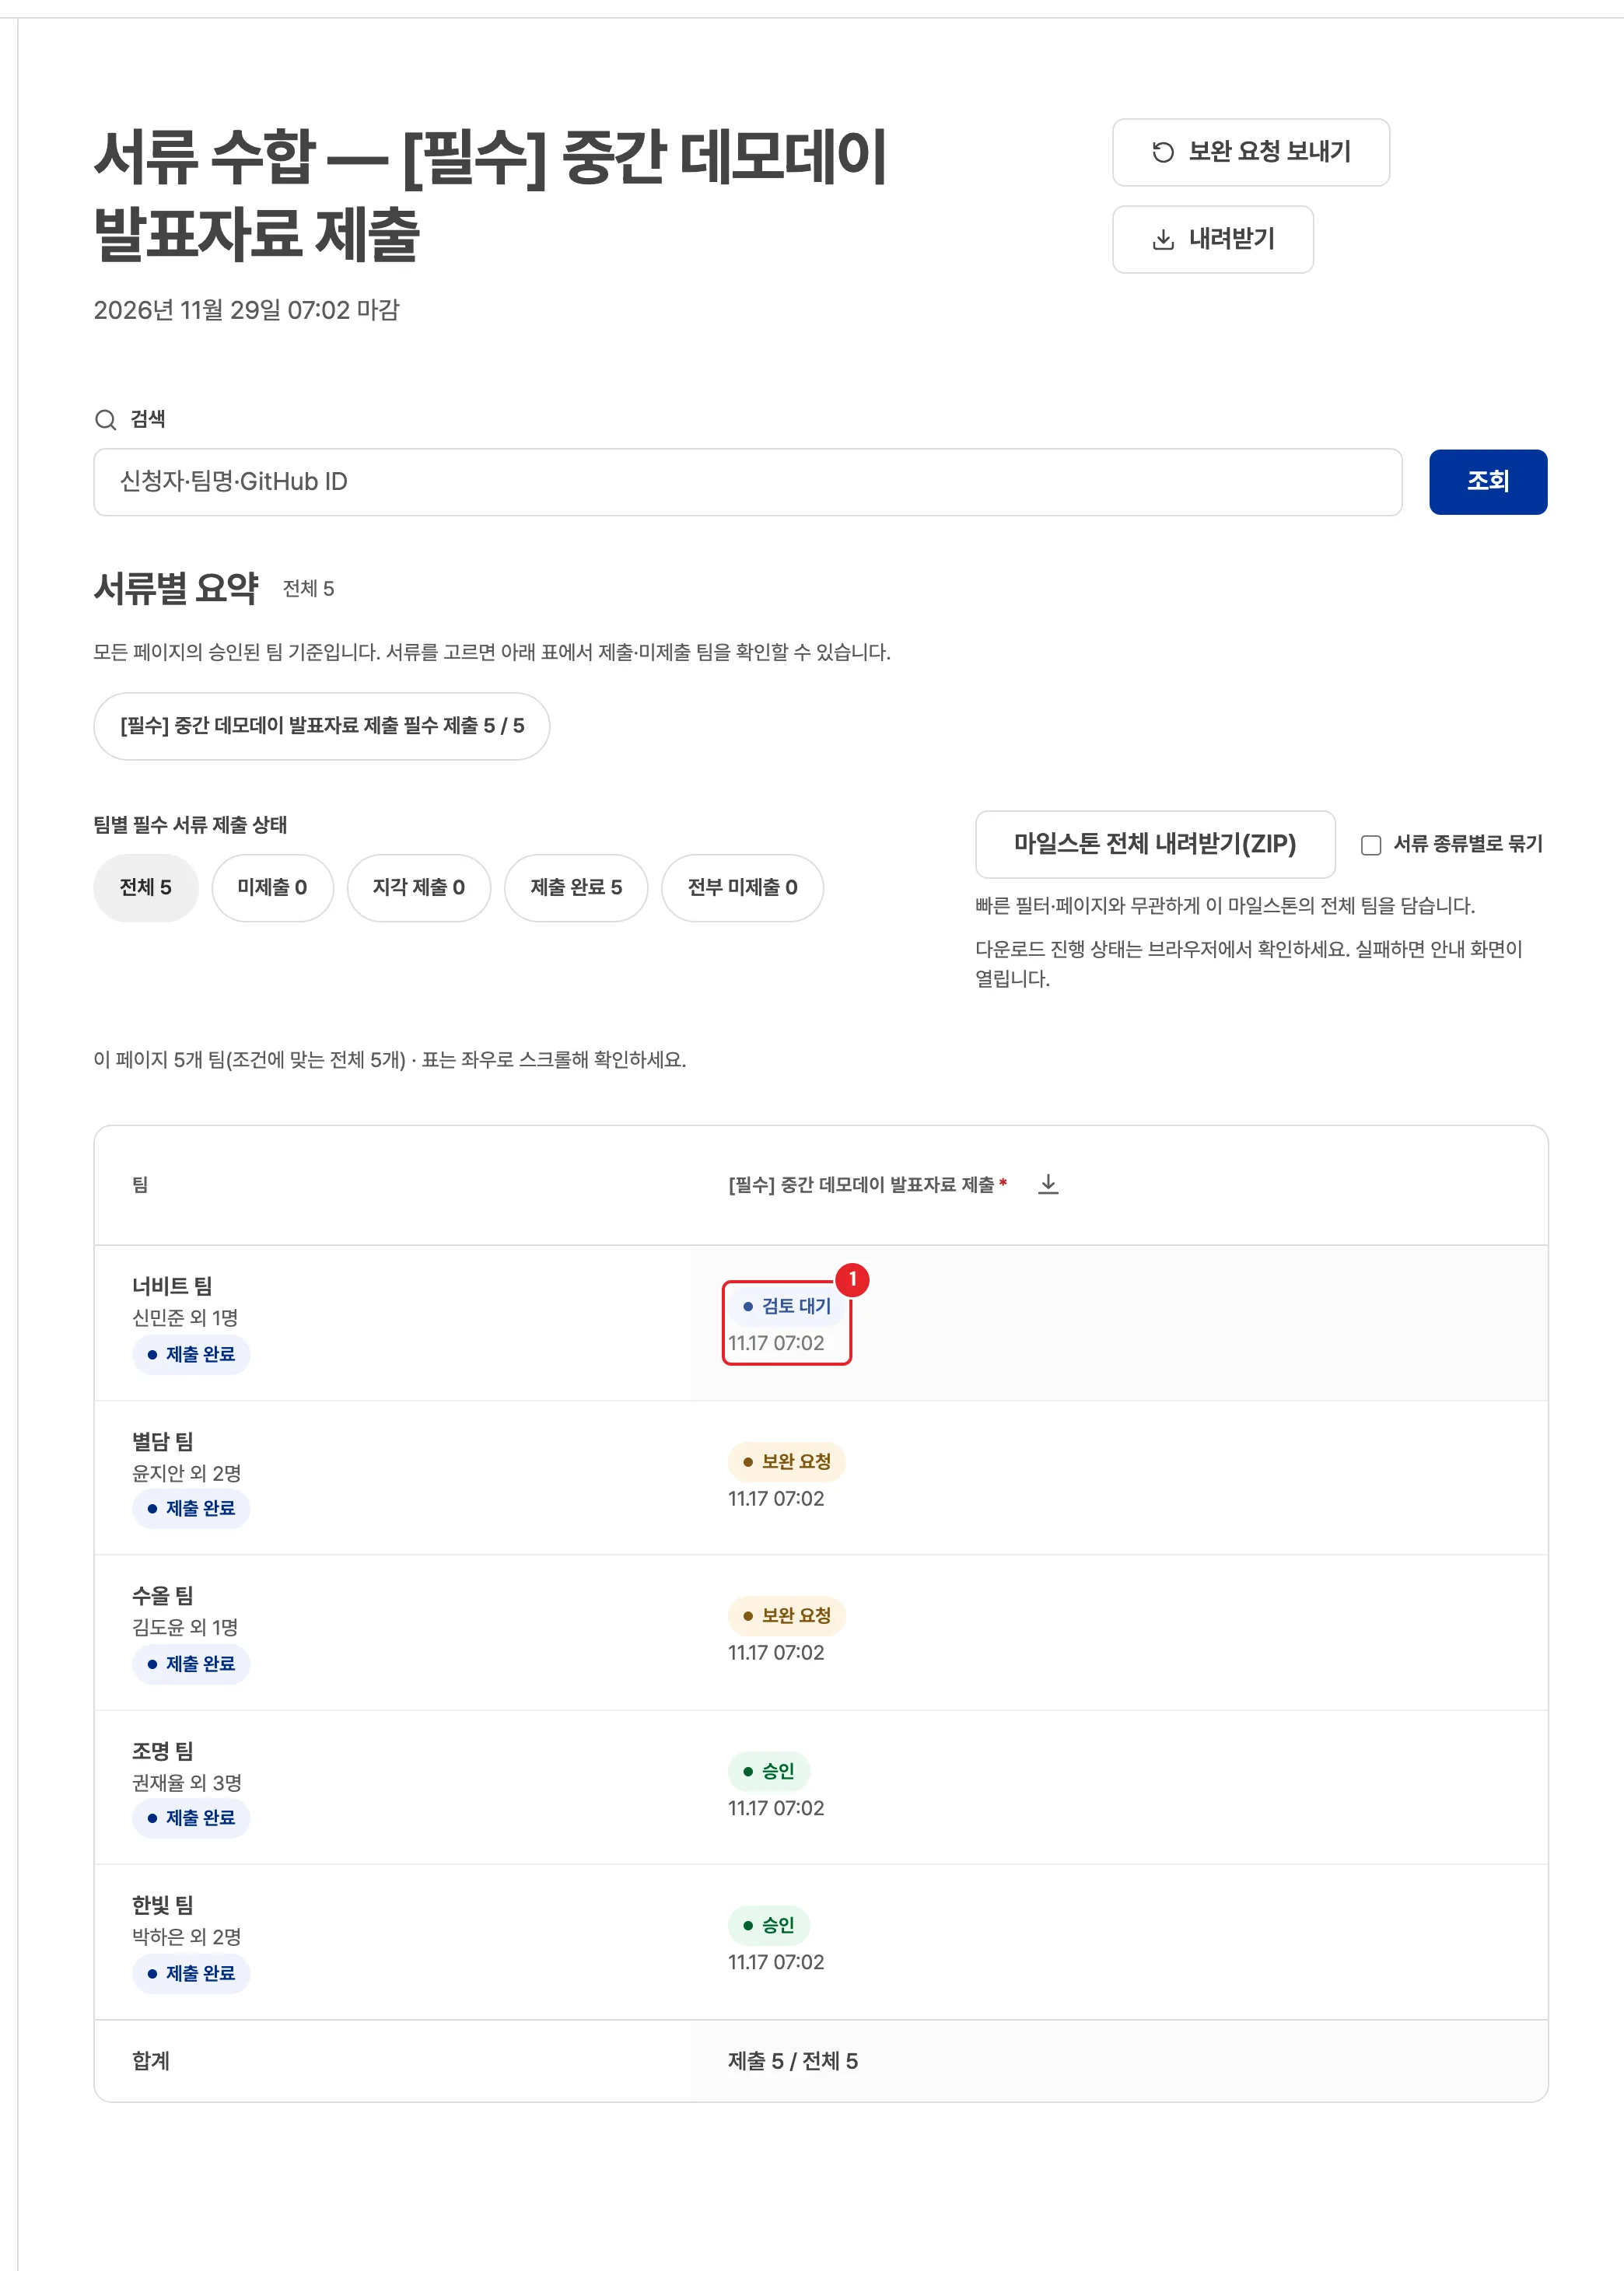 서류 수합 — [필수] 중간 데모데이
발표자료 제출
2026년 11월 29일 07:02 마감
보완 요청 보내기
내려받기
검색
신청자·팀명·GitHub ID
조회
서류별 요약 전체 5
모든 페이지의 승인된 팀 기준입니다. 서류를 고르면 아래 표에서 제출·미제출 팀을 확인할 수 있습니다.
[필수] 중간 데모데이 발표자료 제출 필수 제출 5 / 5
팀별 필수 서류 제출 상태
전체 5 미제출 0 지각 제출 0 제출 완료 5 전부 미제출 0
마일스톤 전체 내려받기(ZIP) 서류 종류별로 묶기
빠른 필터·페이지와 무관하게 이 마일스톤의 전체 팀을 담습니다.
다운로드 진행 상태는 브라우저에서 확인하세요. 실패하면 안내 화면이
열립니다.
이 페이지 5개 팀(조건에 맞는 전체 5개) · 표는 좌우로 스크롤해 확인하세요.
팀 [필수] 중간 데모데이 발표자료 제출 *
너비트 팀
신민준 외 1명
제출 완료
1
검토 대기
11.17 07:02
별담 팀
윤지안 외 2명
제출 완료
보완 요청
11.17 07:02
수올 팀
김도윤 외 1명
제출 완료
보완 요청
11.17 07:02
조명 팀
권재율 외 3명
제출 완료
승인
11.17 07:02
한빛 팀
박하은 외 2명
제출 완료
승인
11.17 07:02
합계 제출 5 / 전체 5